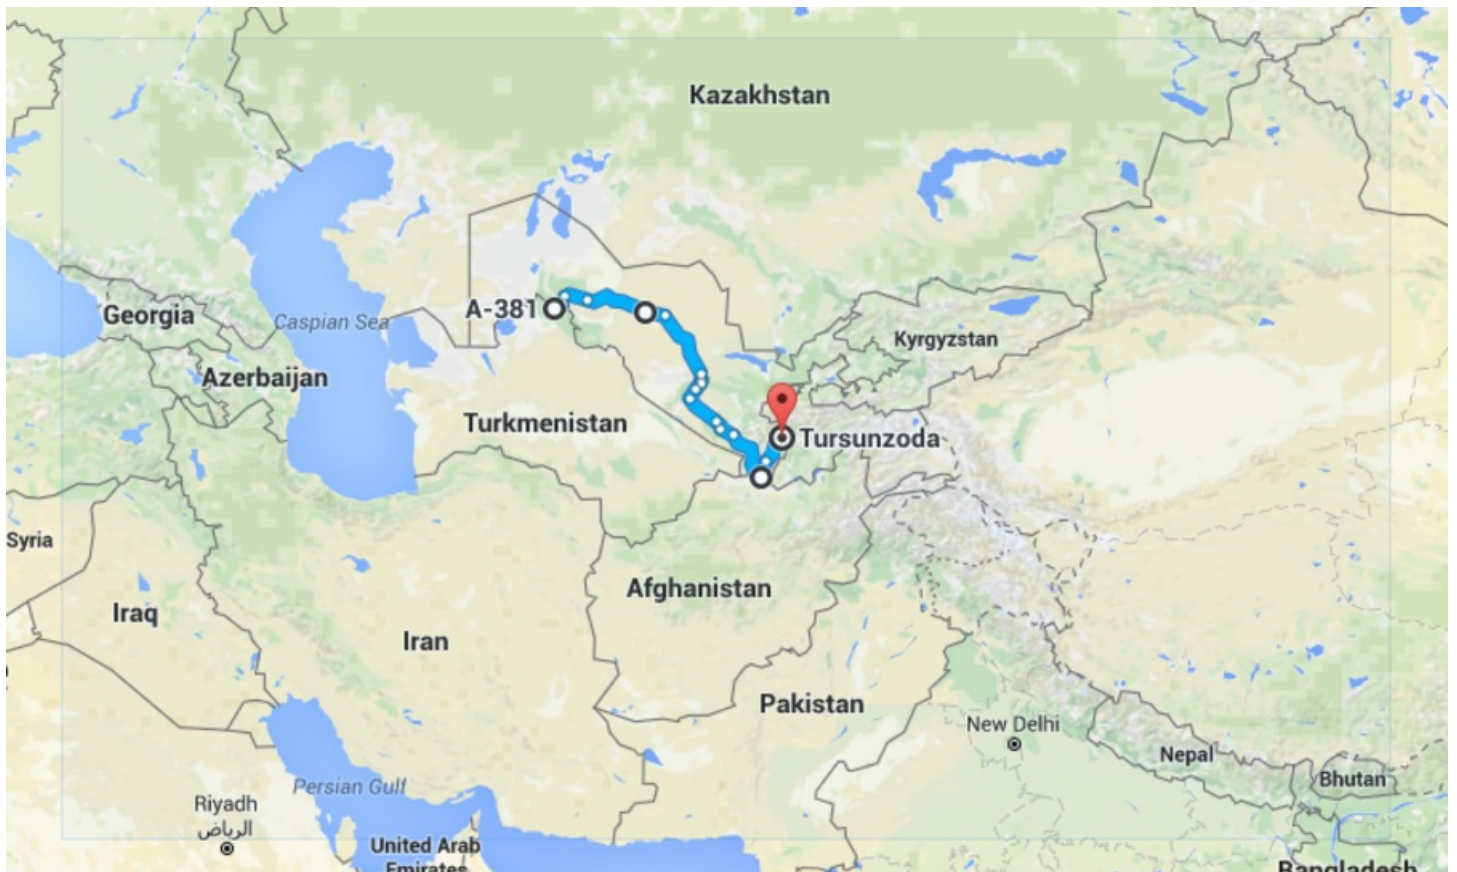 Kazakhstan
A-381
Georgia
Caspian Sea
Kyrgyzstan
Azerbaijan
Turkmenistan
Tursunzoda
Syria
Afghanistan
Iraq
Iran
Pakistan
New Delhi
Nepal
Bhutan
Persian Gulf
Riyadh
الرياض
United Arab
Emirates
Bangladesh